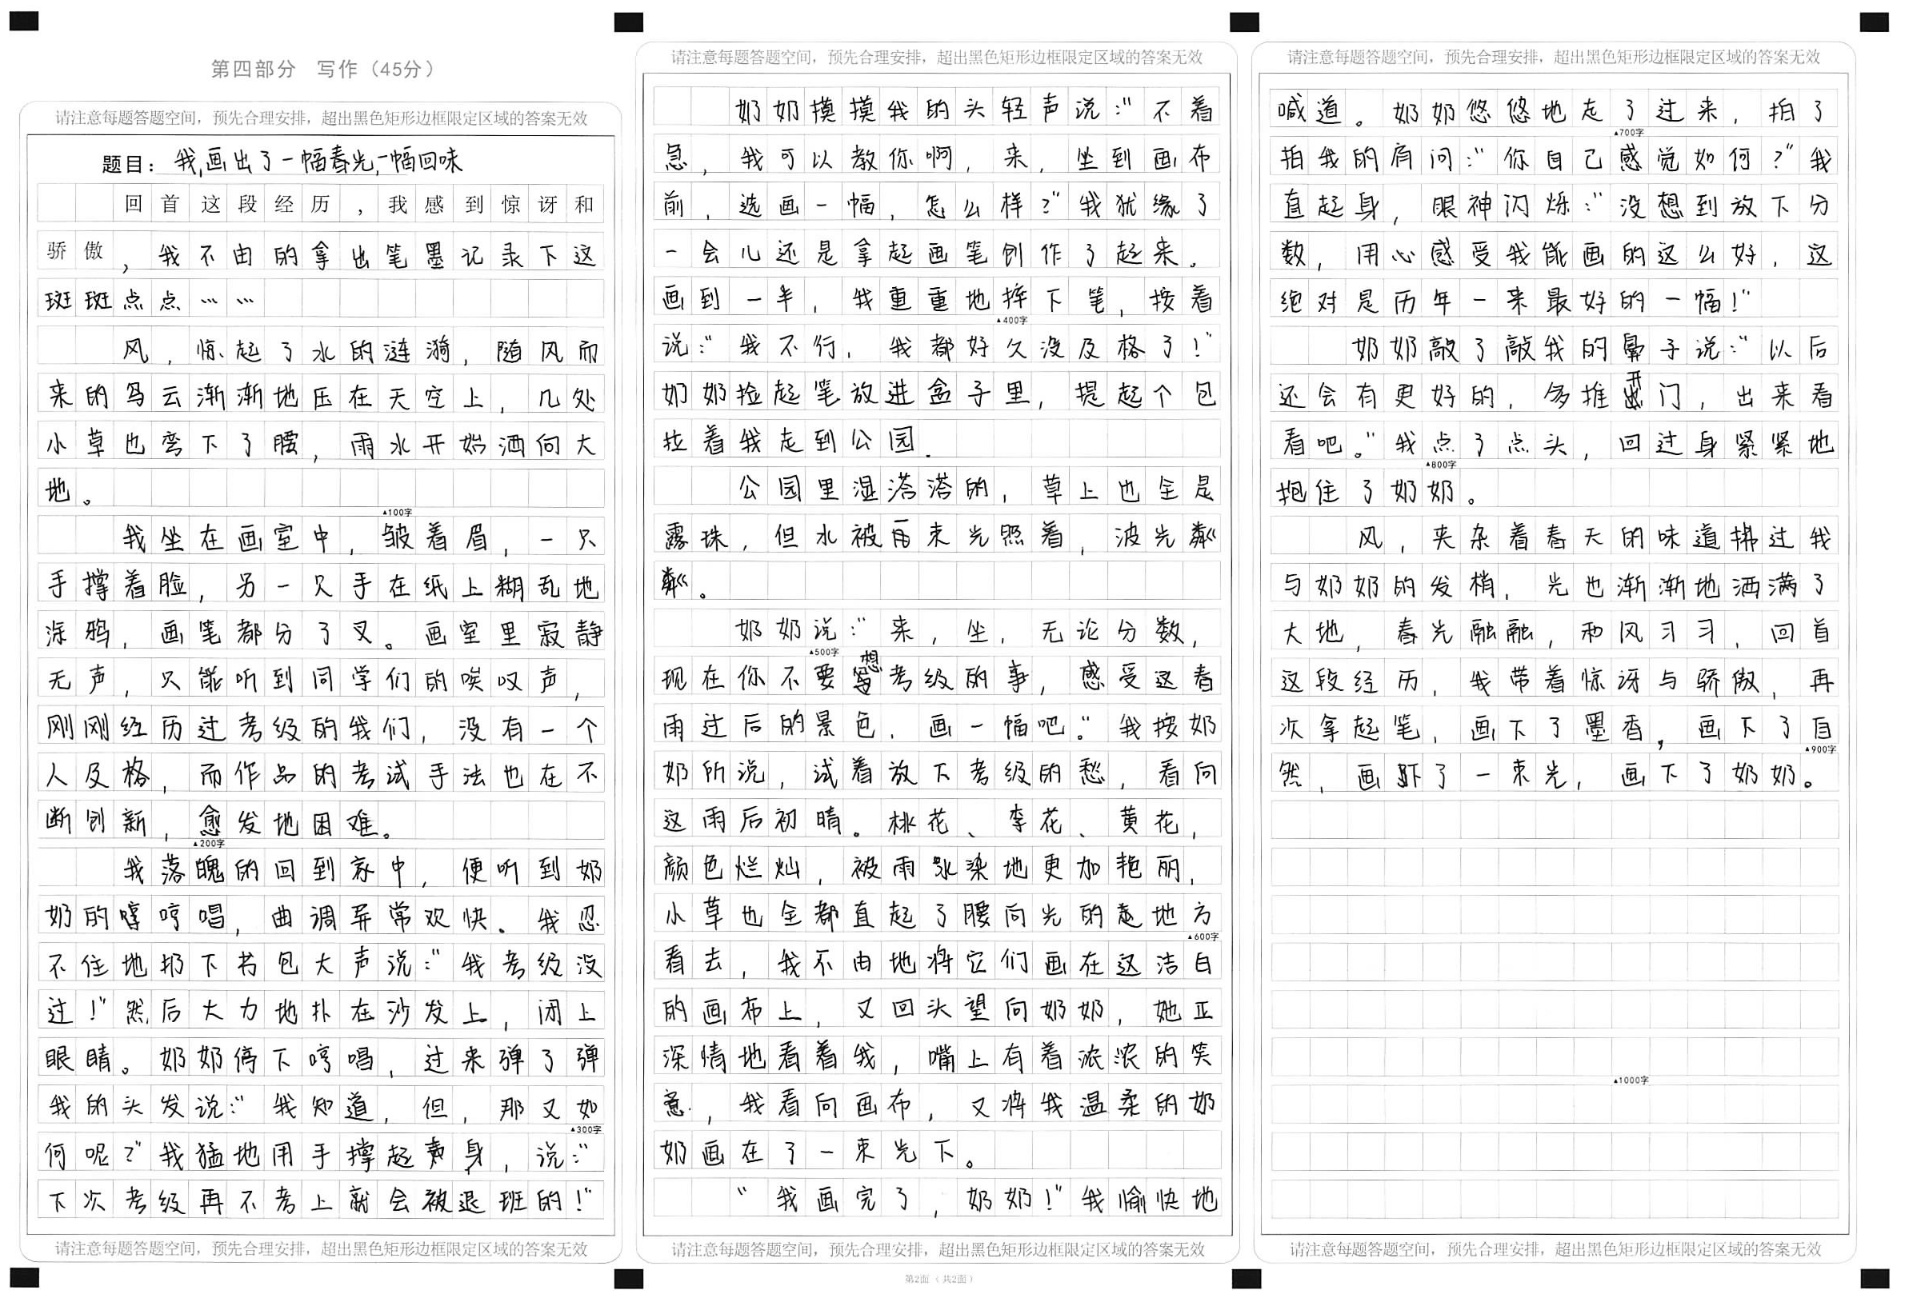 第四部分 写作（45分）
请注意每题答题空间，预先合理安排，超出黑色矩形边框限定区域的答案无效
题目：我画出了一幅春光，一幅回味
回首这段经历，我感到惊讶和
骄傲，我不由的拿出笔墨记录下这
斑斑点点……
风，惊起了水的涟漪，随风而
来的乌云渐渐地压在天空上，几处
小草也弯下了腰，雨水开始洒向大
地。
▲100字
我坐在画室中，皱着眉，一只
手撑着脸，另一只手在纸上糊乱地
涂鸦，画笔都分了叉。画室里寂静
无声，只能听到同学们的唉叹声，
刚刚经历过考级的我们，没有一个
人及格，而作品的考试手法也在不
断创新，愈发地困难。
▲200字
我落魄的回到家中，便听到奶
奶的哼哼唱，曲调异常欢快。我忍
不住地扔下书包大声说：“我考级没
过！”然后大力地扑在沙发上，闭上
眼睛。奶奶停下哼唱，过来弹了弹
我的头发说：“我知道，但，那又如
▲300字
何呢？”我猛地用手撑起身，说：“
下次考级再不考上就会被退班的！”
请注意每题答题空间，预先合理安排，超出黑色矩形边框限定区域的答案无效
请注意每题答题空间，预先合理安排，超出黑色矩形边框限定区域的答案无效
奶奶摸摸我的头轻声说：“不着
急，我可以教你啊，来，坐到画布
前，选画一幅，怎么样？”我犹缘了
一会儿还是拿起画笔创作了起来。
画到一半，我重重地摔下笔，接着
▲400字
说：“我不行，我都好久没及格了！”
奶奶捡起笔放进盒子里，提起个包
拉着我走到公园。
公园里湿嗒嗒的，草上也全是
露珠，但水被百束光照着，波光粼
粼。
奶奶说：“来，坐，无论分数，
▲500字
现在你不要想考级的事，感受这春
雨过后的景色，画一幅吧。”我按奶
奶所说，试着放下考级的愁，看向
这雨后初晴。桃花、李花、黄花，
颜色烂灿，被雨水染地更加艳丽，
小草也全都直起了腰向光的地方
▲600字
看去，我不由地将它们画在这洁白
的画布上，又回头望向奶奶，她正
深情地看着我，嘴上有着浓浓的笑
意，我看向画布，又将我温柔的奶
奶画在了一束光下。
“我画完了，奶奶！”我愉快地
请注意每题答题空间，预先合理安排，超出黑色矩形边框限定区域的答案无效
第2面（共2面）
请注意每题答题空间，预先合理安排，超出黑色矩形边框限定区域的答案无效
喊道。奶奶悠悠地走了过来，拍了
▲700字
拍我的肩问：“你自己感觉如何？”我
直起身，眼神闪烁：“没想到放下分
数，用心感受我能画的这么好，这
绝对是历年一来最好的一幅！”
奶奶敲了敲我的鼻子说：“以后
还会有更好的，多推开门，出来看
看吧。”我点了点头，回过身紧紧地
▲800字
抱住了奶奶。
风，夹杂着春天的味道拂过我
与奶奶的发梢，光也渐渐地洒满了
大地，春光融融，和风习习，回首
这段经历，我带着惊讶与骄傲，再
次拿起笔，画下了墨香，画下了自
▲900字
然，画下了一束光，画下了奶奶。
▲1000字
请注意每题答题空间，预先合理安排，超出黑色矩形边框限定区域的答案无效